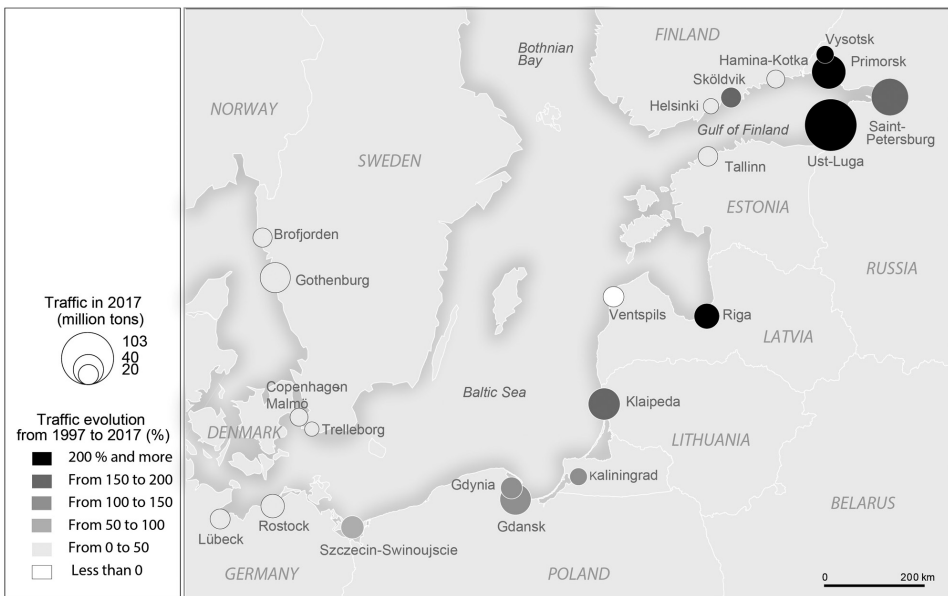 Traffic in 2017
(million tons)
103
40
20
Traffic evolution
from 1997 to 2017 (%)
200 % and more
From 150 to 200
From 100 to 150
From 50 to 100
From 0 to 50
Less than 0
FINLAND
Vysotsk
Bothnian
Bay
Hamina-Kotka
Primorsk
Sköldvik
NORWAY
Helsinki
Gulf of Finland
Saint-
Petersburg
SWEDEN
Ust-Luga
Tallinn
ESTONIA
Brofjorden
RUSSIA
Gothenburg
Ventspils
Riga
LATVIA
Copenhagen
Malmö
Baltic Sea
Klaipeda
DENMARK
Trelleborg
LITHUANIA
Kaliningrad
Gdynia
BELARUS
Rostock
Gdansk
Lübeck
Szczecin-Swinoujscie
GERMANY
POLAND
0
200 km